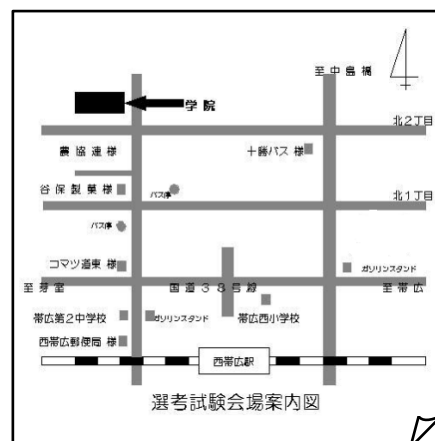 至中島橋
学院
北2丁目
農協連様
十勝バス様
谷保製菓様
バス停
北1丁目
バス停
コマツ道東様
ガソリンスタンド
至芽室
国道38号線
至帯広
帯広第2中学校
ガソリンスタンド
帯広西小学校
西帯広郵便局様
西帯広駅
選考試験会場案内図